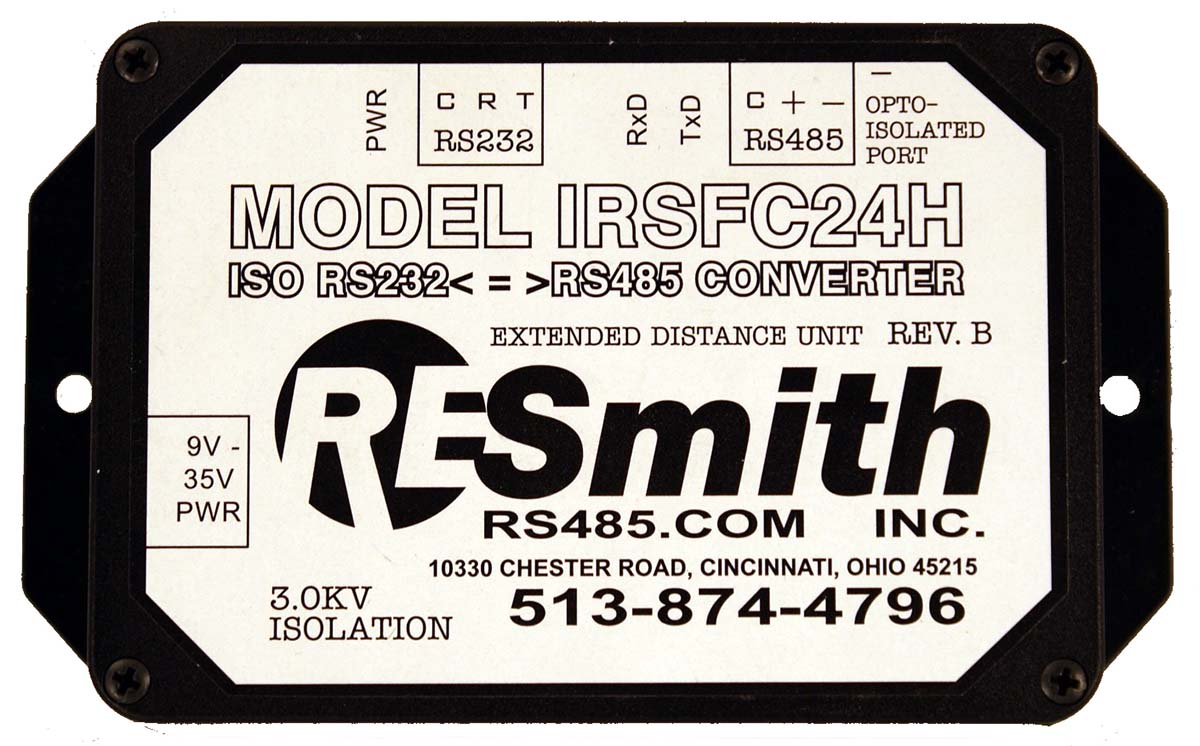 PWR
C R T
RS232
RxD
TxD
C + -
RS485
-
OPTO-
ISOLATED
PORT
MODEL IRSFC24H
ISO RS232< = >RS485 CONVERTER
EXTENDED DISTANCE UNIT REV. B
RESmith
RS485.COM INC.
9V -
35V
PWR
10330 CHESTER ROAD, CINCINNATI, OHIO 45215
513-874-4796
3.0KV
ISOLATION